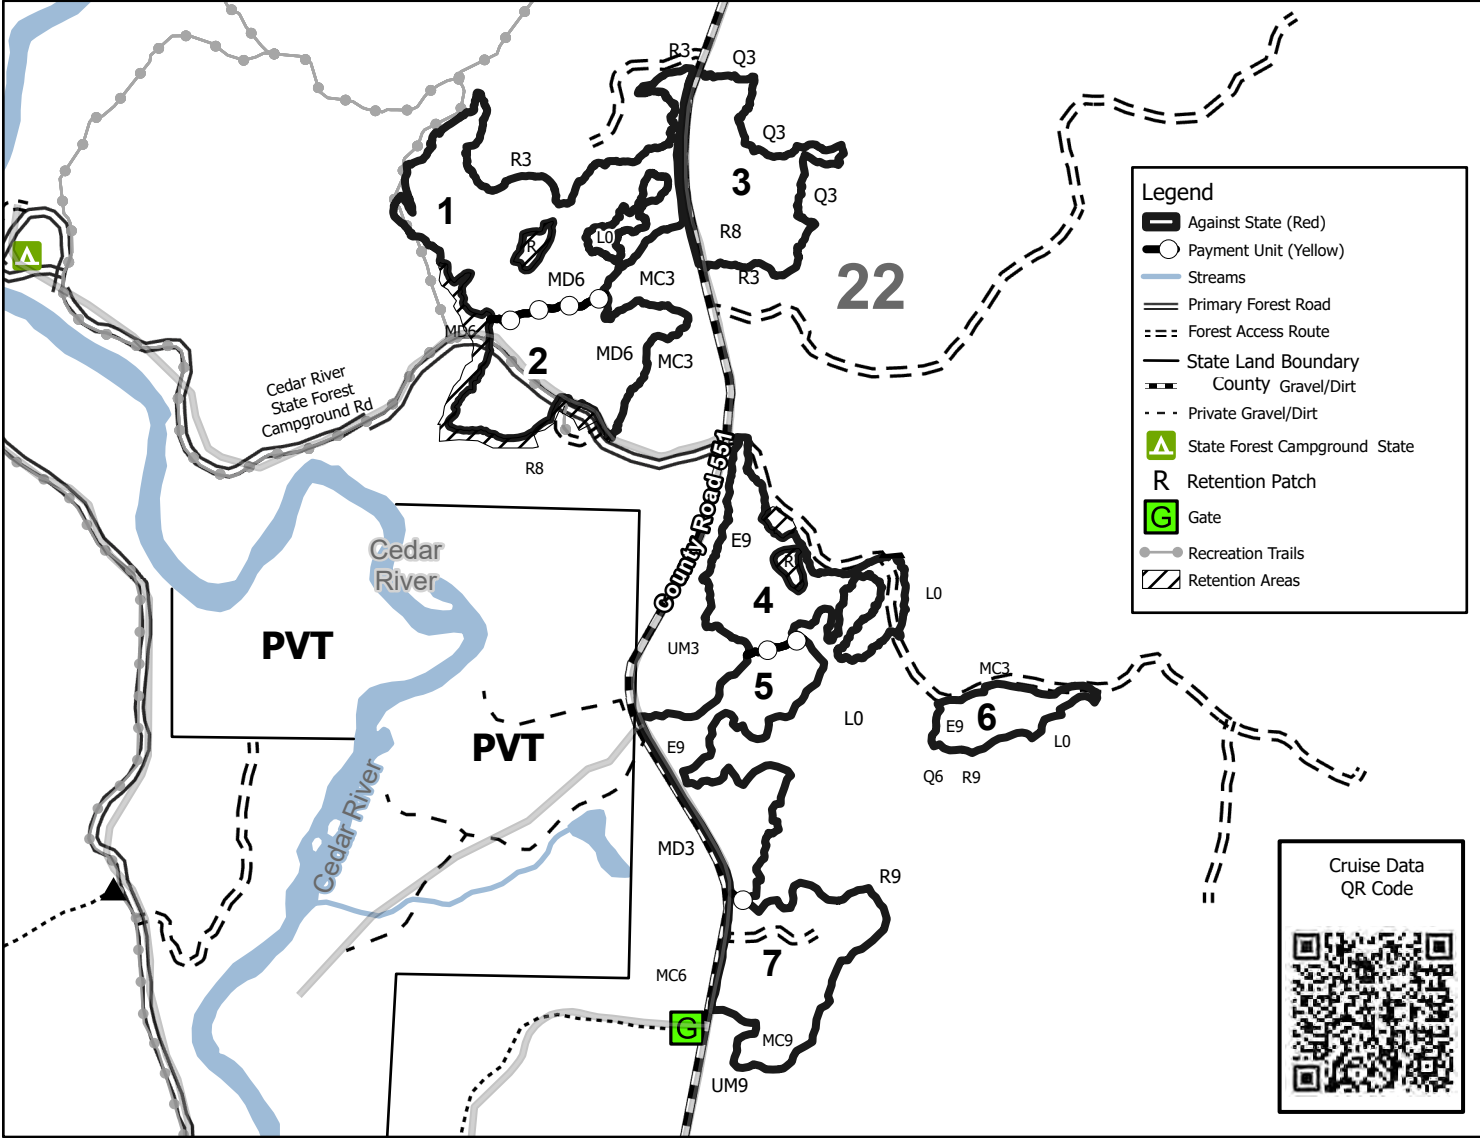 R3
Q3
Q3
R3
3
Q3
1
R
L0
R8
MD6
MC3
R3
22
MD6
2
MD6
MC3
Cedar River
State Forest
Campground Rd
R8
County Road 551
Cedar
River
E9
R
4
L0
PVT
UM3
5
MC3
L0
6
E9
L0
PVT
E9
Q6
R9
Cedar River
MD3
R9
7
MC6
G
MC9
UM9
Legend
Against State (Red)
Payment Unit (Yellow)
Streams
Primary Forest Road
Forest Access Route
State Land Boundary
County Gravel/Dirt
Private Gravel/Dirt
State Forest Campground State
R Retention Patch
G Gate
Recreation Trails
Retention Areas
Cruise Data
QR Code